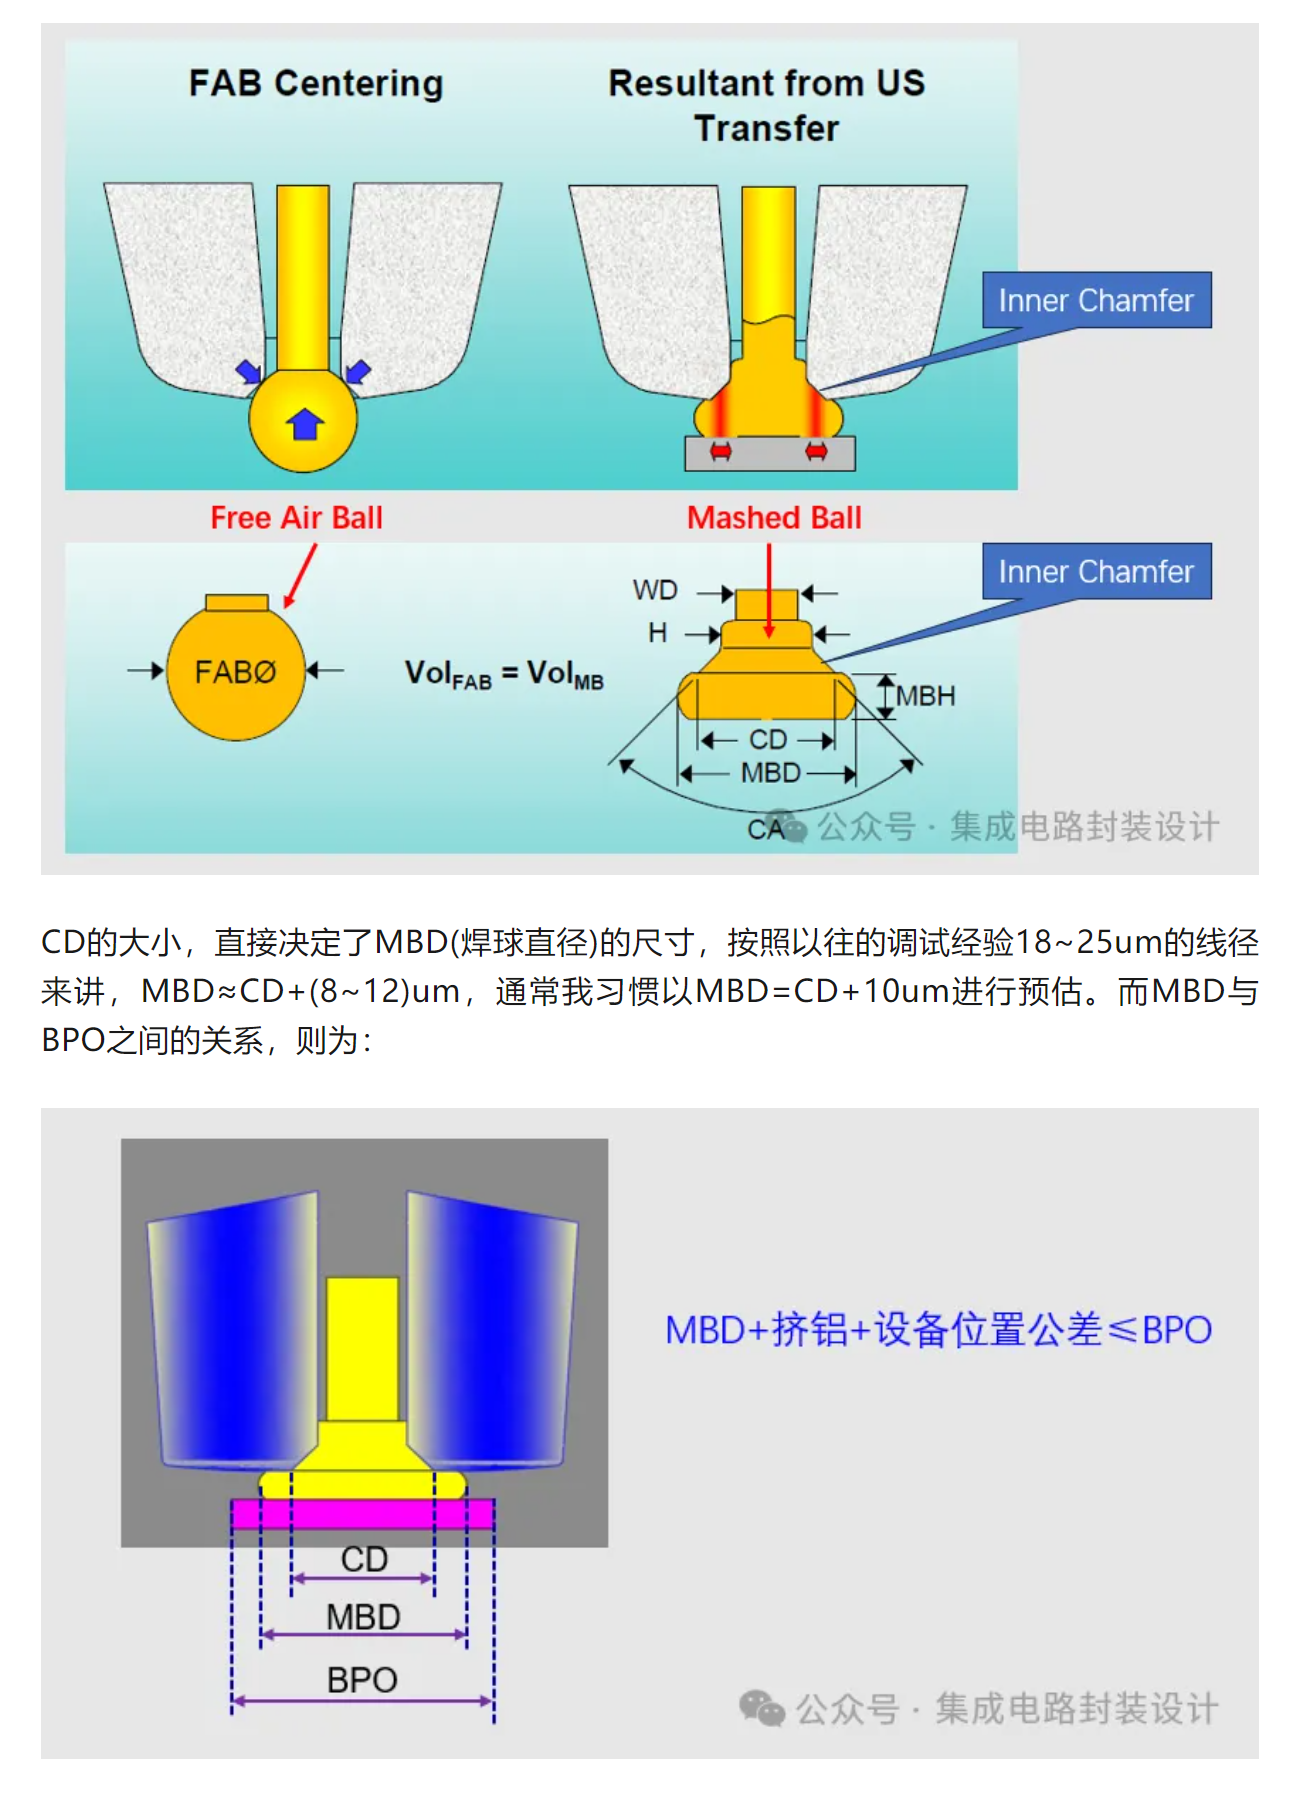 FAB Centering
Resultant from US
Transfer
Inner Chamfer
Free Air Ball
Mashed Ball
Inner Chamfer
WD
H
FABØ
VolFAB = VolMB
MBH
CD
MBD
CA
公众号 · 集成电路封装设计
CD的大小，直接决定了MBD(焊球直径)的尺寸，按照以往的调试经验18~25um的线径
来讲，MBD≈CD+(8~12)um，通常我习惯以MBD=CD+10um进行预估。而MBD与
BPO之间的关系，则为：
MBD+挤铝+设备位置公差≤BPO
CD
MBD
BPO
公众号 · 集成电路封装设计